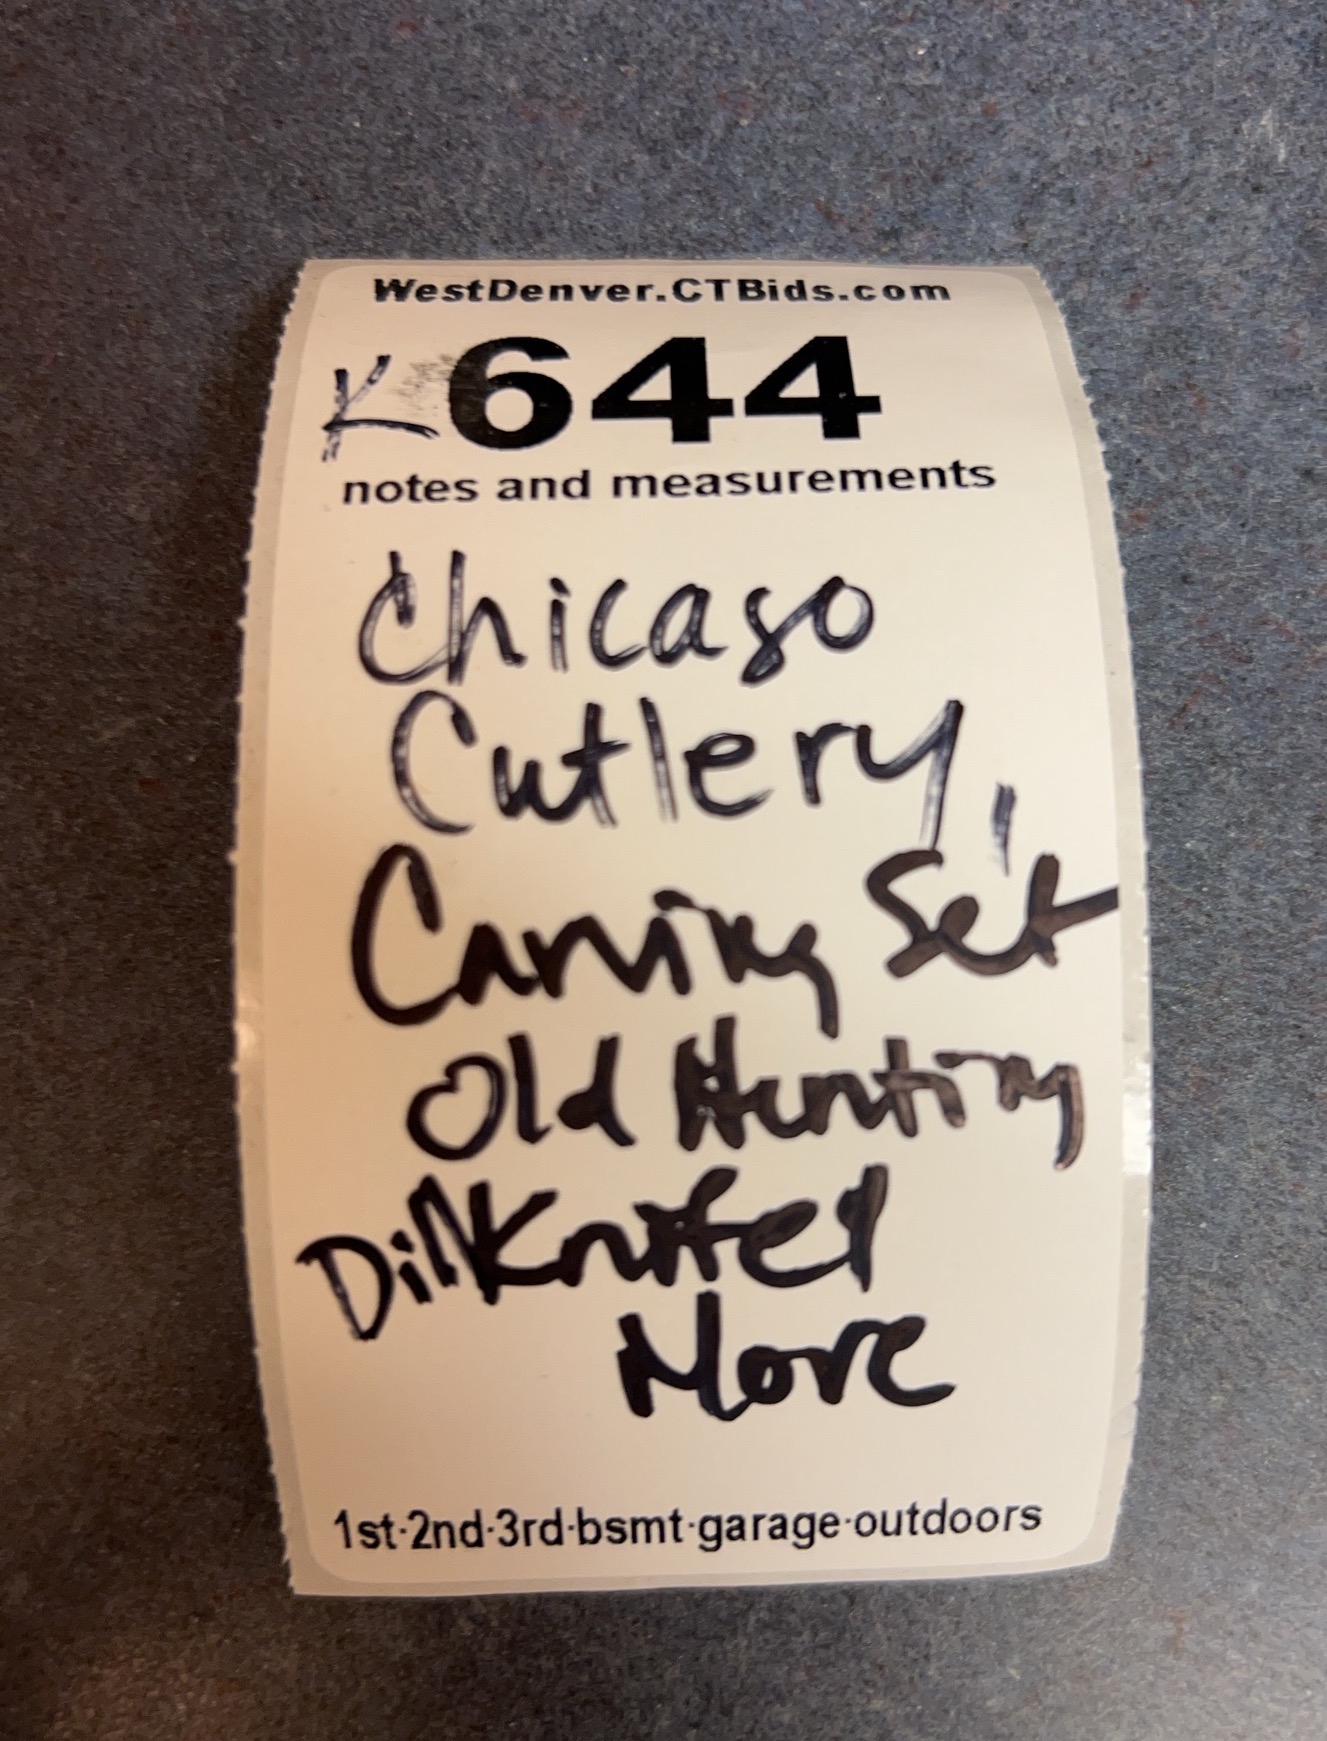 WestDenver.CTBids.com
K 644
notes and measurements
Chicago
Cutlery,
Carving Set
Old Hunting
Knife
More
1st·2nd·3rd·bsmt·garage·outdoors